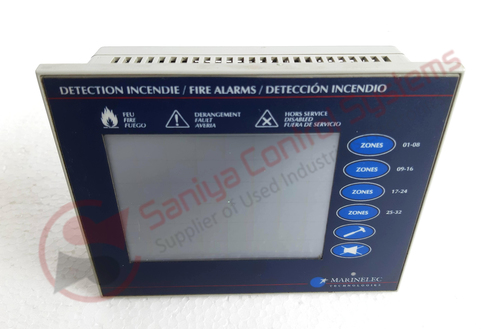 DETECTION INCENDIE / FIRE ALARMS / DETECCIÓN INCENDIO
FEU
FIRE
FUEGO
DERANGEMENT
FAULT
AVERIA
HORS SERVICE
DISABLED
FUERA DE SERVICIO
ZONES 01-08
ZONES 09-16
ZONES 17-24
ZONES 25-32
MARINELEC
TECHNOLOGIES
Saniya Control Systems
Supplier of Used Industrial